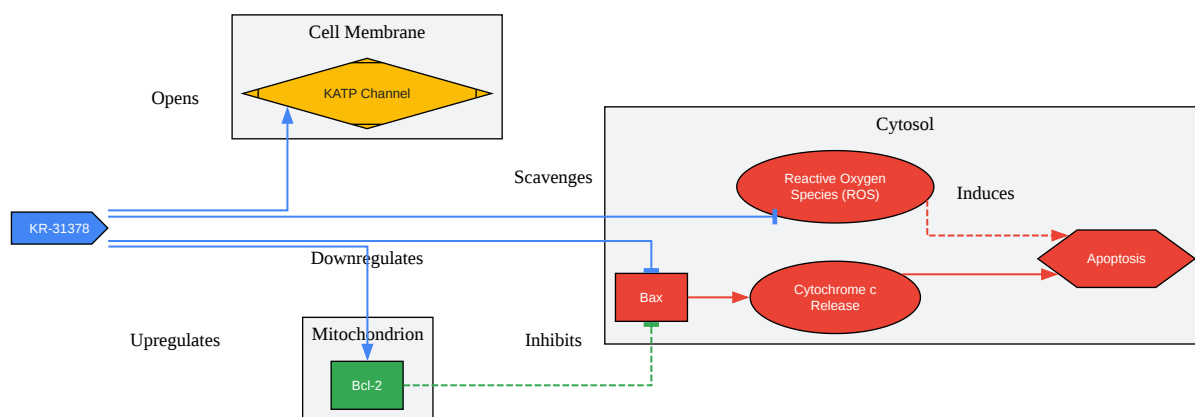 Cell Membrane
KATP Channel
Opens
Cytosol
Scavenges
Reactive Oxygen
Species (ROS)
Induces
KR-31378
Downregulates
Apoptosis
Bax
Cytochrome c
Release
Upregulates
Mitochondrion
Inhibits
Bcl-2